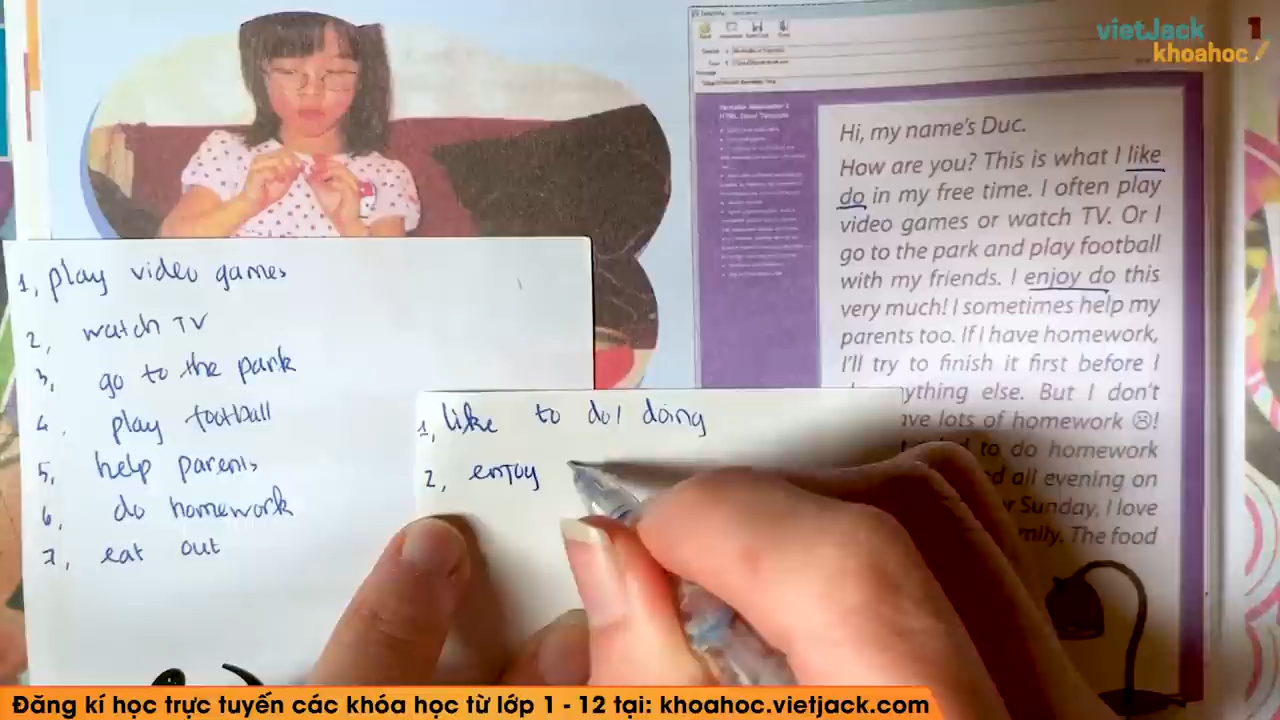 vietJack 1
khoahoc
Hi, my name's Duc.
How are you? This is what I like
do in my free time. I often play
video games or watch TV. Or I
go to the park and play football
with my friends. I enjoy do this
very much! I sometimes help my
parents too. If I have homework,
I'll try to finish it first before I
anything else. But I don't
lots of homework ☹!
to do homework
all evening on
Sunday, I love
The food
1, play video games
2, watch TV
3, go to the park
4, play football
5, help parents
6, do homework
7, eat out
1, like to do / doing
2, enjoy
Đăng kí học trực tuyến các khóa học từ lớp 1 - 12 tại: khoahoc.vietjack.com